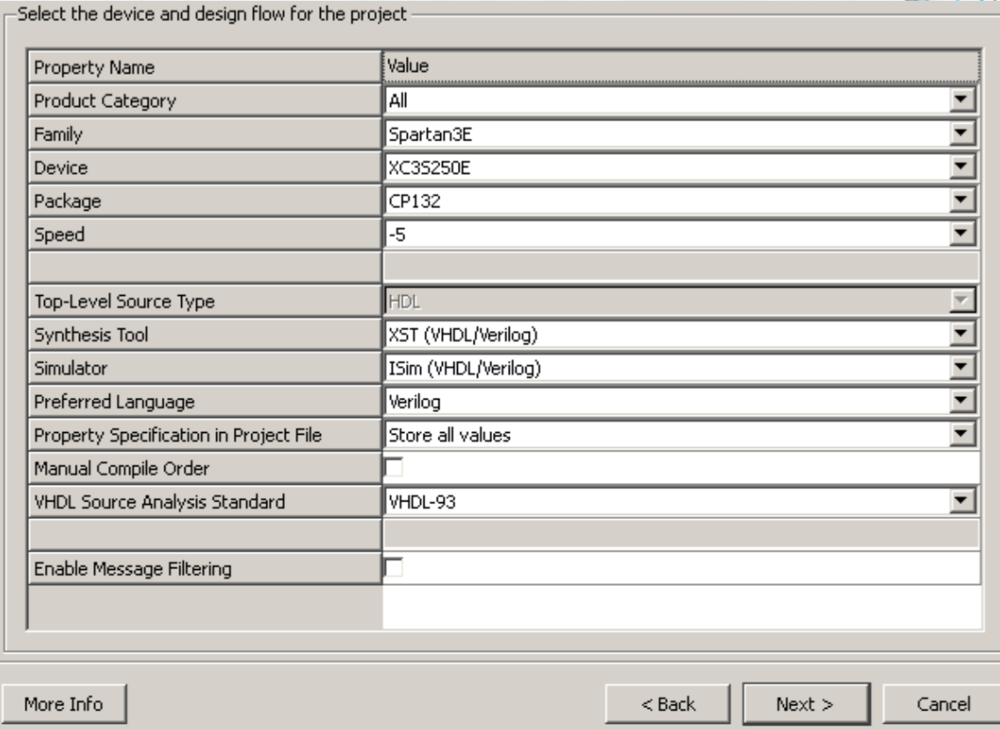 Select the device and design flow for the project
Property Name Value
Product Category All
Family Spartan3E
Device XC3S250E
Package CP132
Speed -5
Top-Level Source Type HDL
Synthesis Tool XST (VHDL/Verilog)
Simulator ISim (VHDL/Verilog)
Preferred Language Verilog
Property Specification in Project File Store all values
Manual Compile Order
VHDL Source Analysis Standard VHDL-93
Enable Message Filtering
More Info < Back Next > Cancel